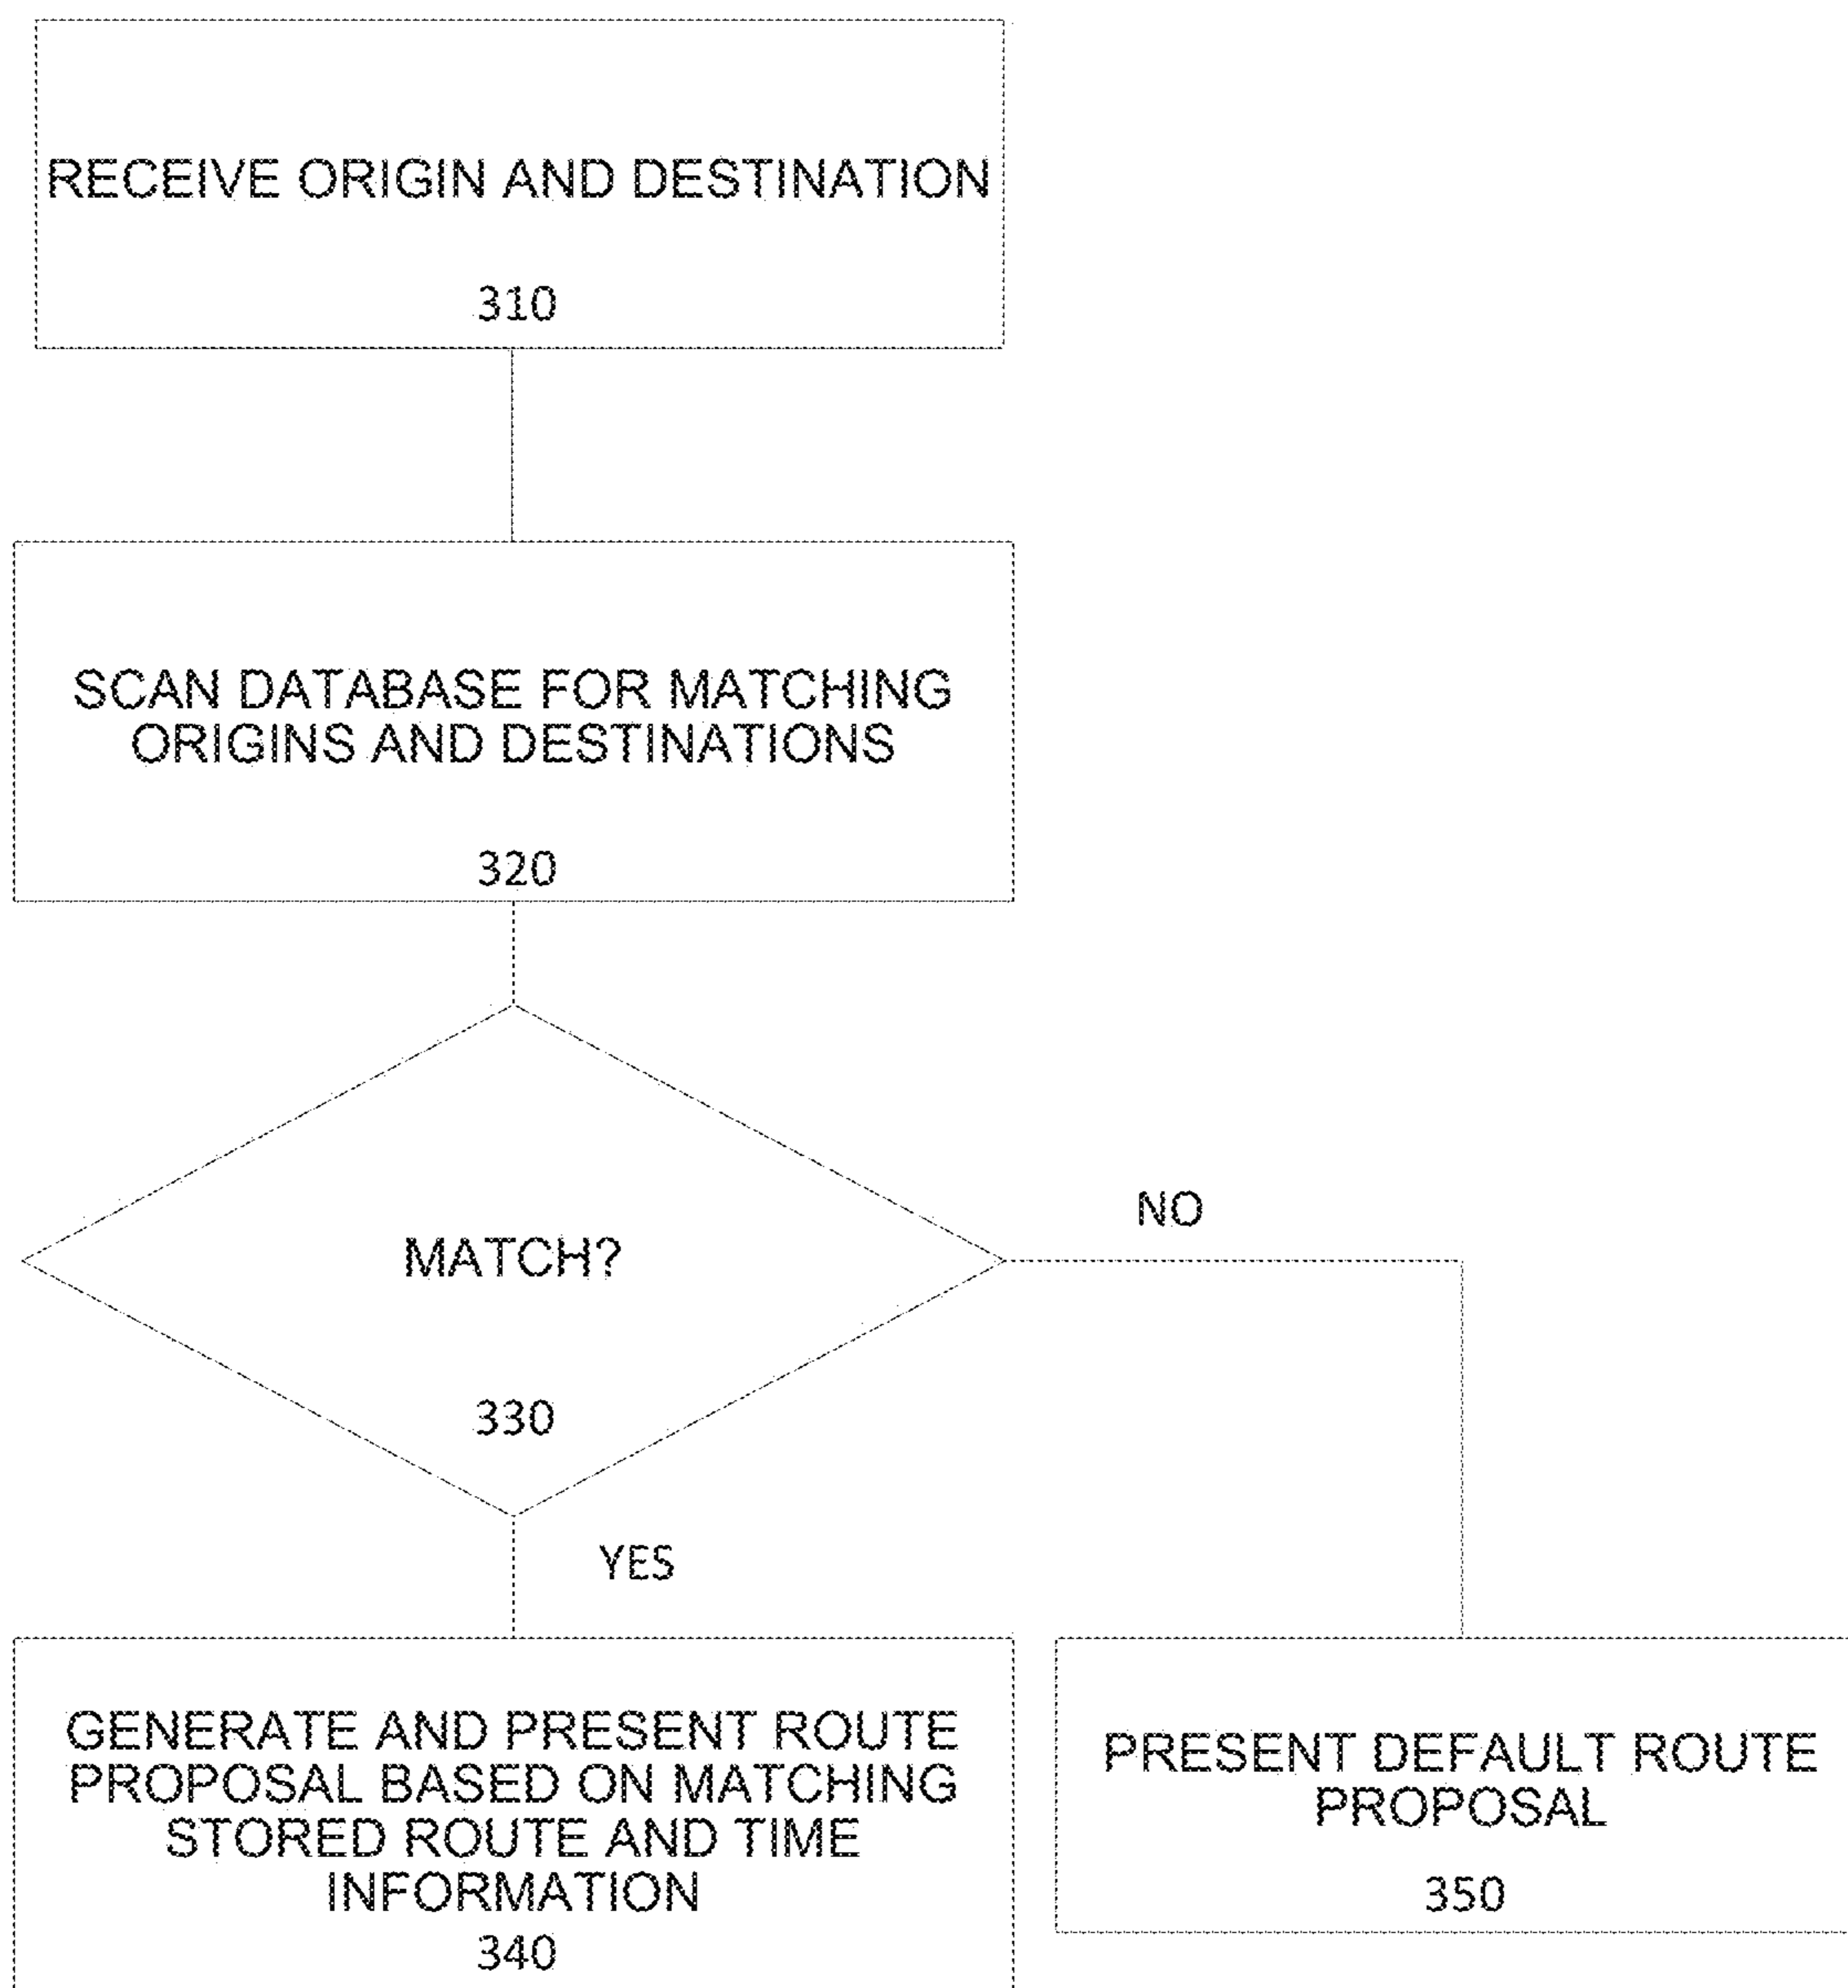 RECEIVE ORIGIN AND DESTINATION
310
SCAN DATABASE FOR MATCHING
ORIGINS AND DESTINATIONS
320
MATCH?
330
NO
YES
GENERATE AND PRESENT ROUTE
PROPOSAL BASED ON MATCHING
STORED ROUTE AND TIME
INFORMATION
340
PRESENT DEFAULT ROUTE
PROPOSAL
350